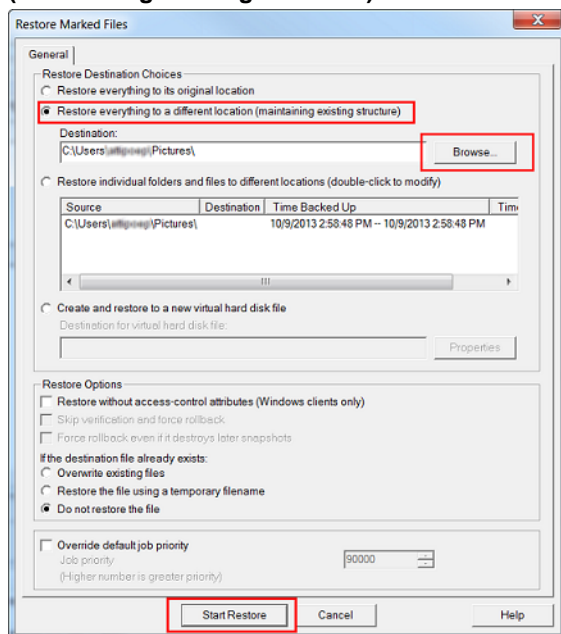 Restore Marked Files
General
Restore Destination Choices
Restore everything to its original location
Restore everything to a different location (maintaining existing structure)
Destination:
C:\Users\ \Pictures\
Browse...
Restore individual folders and files to different locations (double-click to modify)
Source Destination Time Backed Up Time
C:\Users\ \Pictures\ 10/9/2013 2:58:48 PM -- 10/9/2013 2:58:48 PM
Create and restore to a new virtual hard disk file
Destination for virtual hard disk file:
Properties
Restore Options
Restore without access-control attributes (Windows clients only)
Skip verification and force rollback
Force rollback even if it destroys later snapshots
If the destination file already exists:
Overwrite existing files
Restore the file using a temporary filename
Do not restore the file
Override default job priority
Job priority 90000
(Higher number is greater priority)
Start Restore Cancel Help